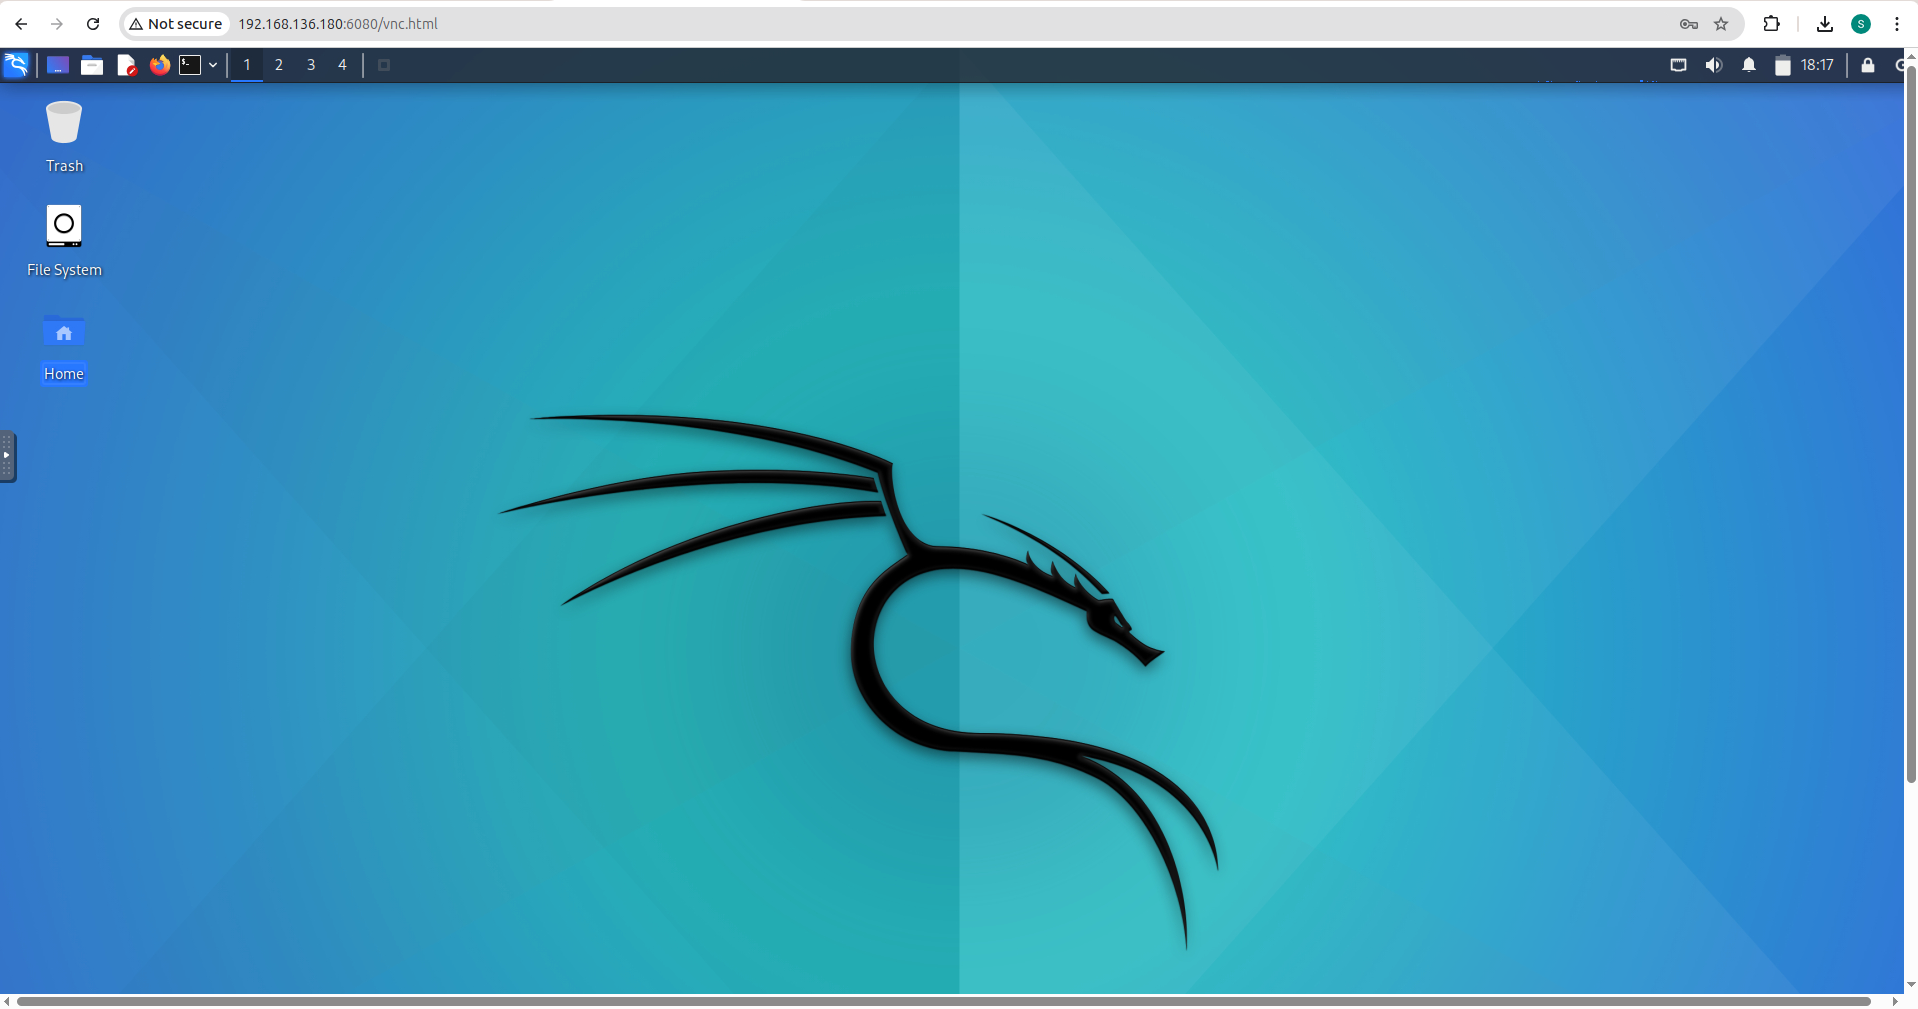 Not secure 192.168.136.180:6080/vnc.html S
1 2 3 4 18:17
Trash
File System
Home